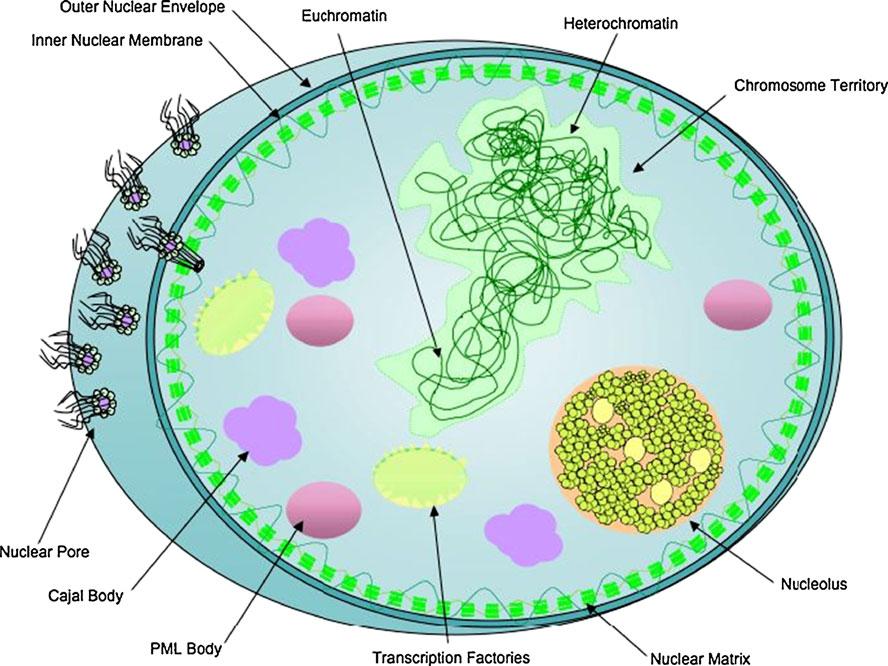 Outer Nuclear Envelope
Euchromatin
Heterochromatin
Inner Nuclear Membrane
Chromosome Territory
Nuclear Pore
Cajal Body
Nucleolus
PML Body
Transcription Factories
Nuclear Matrix